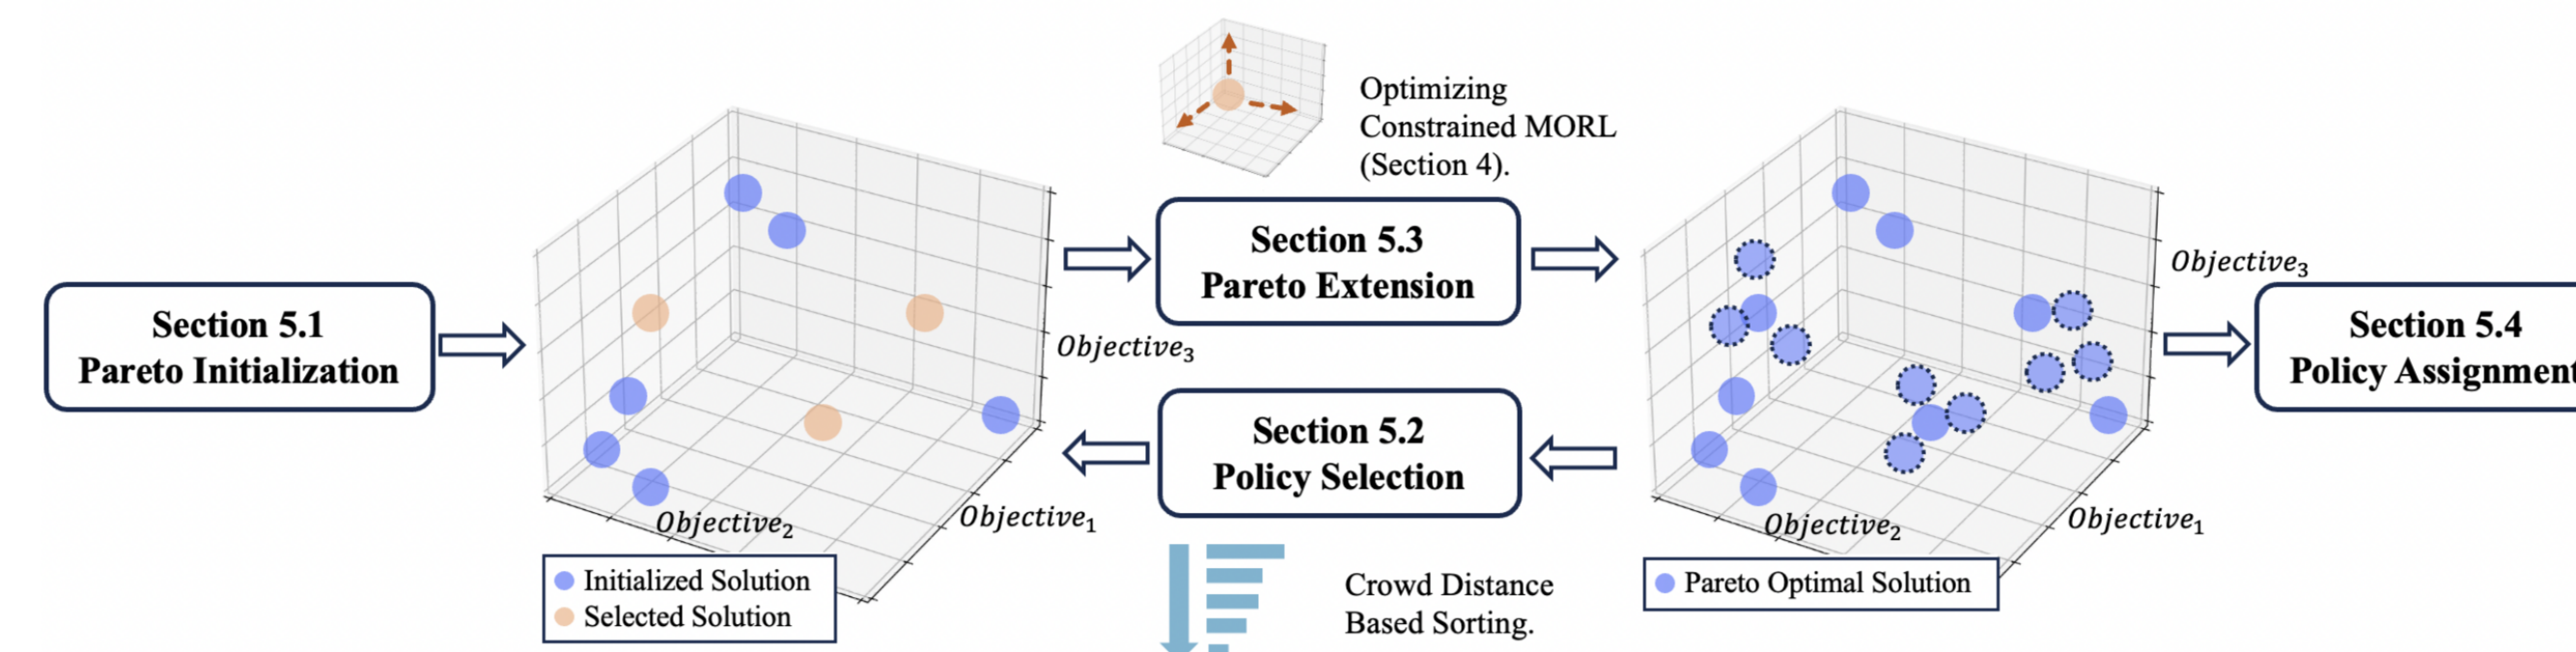 Section 5.1
Pareto Initialization
Objective₃
Objective₂
Objective₁
Initialized Solution
Selected Solution
Optimizing
Constrained MORL
(Section 4).
Section 5.3
Pareto Extension
Section 5.2
Policy Selection
Crowd Distance
Based Sorting.
Objective₃
Objective₂
Objective₁
Pareto Optimal Solution
Section 5.4
Policy Assignment